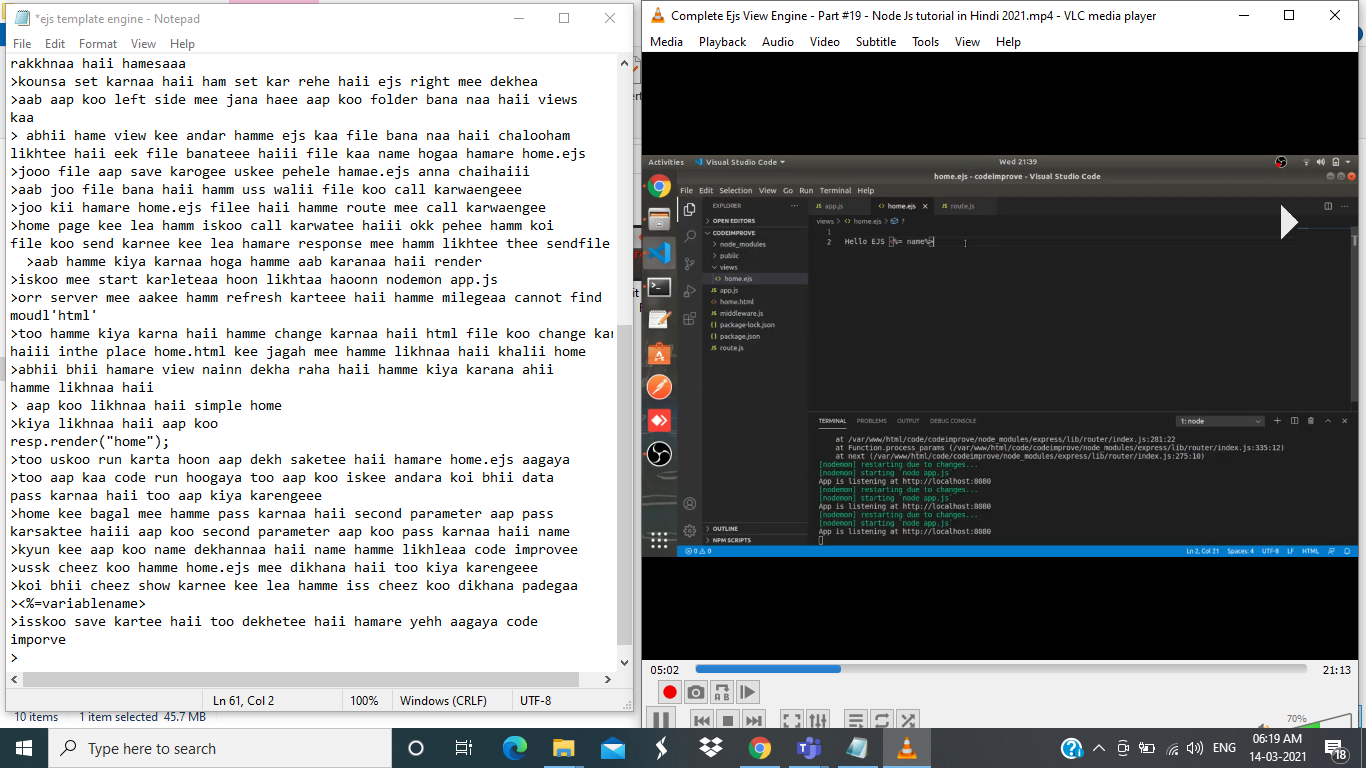 *ejs template engine - Notepad
File Edit Format View Help
rakkhnaa haii hamesaaa
>kounsa set karnaa haii ham set kar rehe haii ejs right mee dekhea
>aab aap koo left side mee jana haee aap koo folder bana naa haii views
kaa
> abhii hame view kee andar hamme ejs kaa file bana naa haii chalooham
likhtee haii eek file banateee haiii file kaa name hogaa hamare home.ejs
>jooo file aap save karogee uskee pehele hamae.ejs anna chaihaiii
>aab joo file bana haii hamm uss walii file koo call karwaengeee
>joo kii hamare home.ejs filee haii hamme route mee call karwaengee
>home page kee lea hamm iskoo call karwatee haiii okk pehee hamm koi
file koo send karnee kee lea hamare response mee hamm likhtee thee sendfile
>aab hamme kiya karnaa hoga hamme aab karanaa haii render
>iskoo mee start karleteaa hoon likhtaa haoonn nodemon app.js
>orr server mee aakee hamm refresh karteee haii hamme milegeaa cannot find
moudl'html'
>too hamme kiya karna haii hamme change karnaa haii html file koo change kar
haiii inthe place home.html kee jagah mee hamme likhnaa haii khalii home
>abhii bhii hamare view nainn dekha raha haii hamme kiya karana ahii
hamme likhnaa haii
> aap koo likhnaa haii simple home
>kiya likhnaa haii aap koo
resp.render("home");
>too uskoo run karta hoon aap dekh saketee haii hamare home.ejs aagaya
>too aap kaa code run hoogaya too aap koo iskee andara koi bhii data
pass karnaa haii too aap kiya karengeee
>home kee bagal mee hamme pass karnaa haii second parameter aap pass
karsaktee haiii aap koo second parameter aap koo pass karnaa haii name
>kyun kee aap koo name dekhannaa haii name hamme likhleaa code improvee
>ussk cheez koo hamme home.ejs mee dikhana haii too kiya karengeee
>koi bhii cheez show karnee kee lea hamme iss cheez koo dikhana padegaa
><%=variablename>
>isskoo save kartee haii too dekhetee haii hamare yehh aagaya code
imporve
>
Ln 61, Col 2 100% Windows (CRLF) UTF-8
10 items 1 item selected 45.7 MB
Complete Ejs View Engine - Part #19 - Node Js tutorial in Hindi 2021.mp4 - VLC media player
Media Playback Audio Video Subtitle Tools View Help
Activities Visual Studio Code Wed 21:39
home.ejs - codeimprove - Visual Studio Code
File Edit Selection View Go Run Terminal Help
EXPLORER
OPEN EDITORS
CODEIMPROVE
node_modules
public
views
home.ejs
app.js
home.html
middleware.js
package-lock.json
package.json
route.js
OUTLINE
NPM SCRIPTS
app.js home.ejs route.js
views > home.ejs > ?
1
2 Hello EJS <%= name%>
TERMINAL PROBLEMS OUTPUT DEBUG CONSOLE 1: node
at /var/www/html/code/codeimprove/node_modules/express/lib/router/index.js:281:22
at Function.process_params (/var/www/html/code/codeimprove/node_modules/express/lib/router/index.js:335:12)
at next (/var/www/html/code/codeimprove/node_modules/express/lib/router/index.js:275:10)
[nodemon] restarting due to changes...
[nodemon] starting `node app.js`
App is listening at http://localhost:8080
[nodemon] restarting due to changes...
[nodemon] starting `node app.js`
App is listening at http://localhost:8080
[nodemon] restarting due to changes...
[nodemon] starting `node app.js`
App is listening at http://localhost:8080
0 0 Ln 2, Col 21 Spaces: 4 UTF-8 LF HTML
05:02 21:13
70%
Type here to search
ENG 06:19 AM
14-03-2021
18